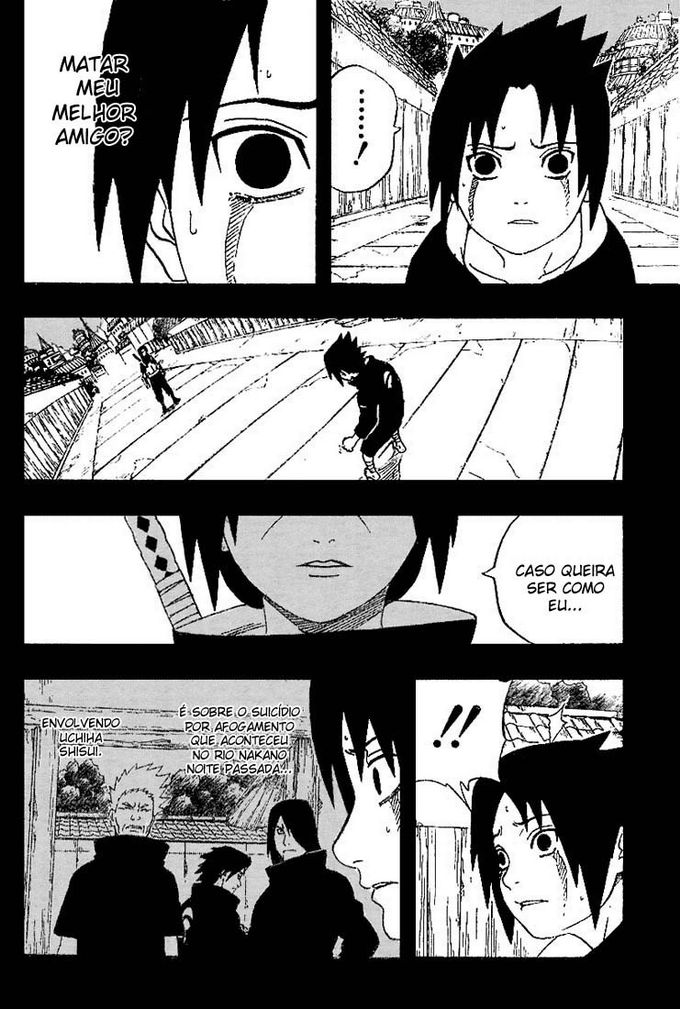 ......!
MATAR
MEU
MELHOR
AMIGO?
CASO QUEIRA
SER COMO
EU...
!!
É SOBRE O SUICÍDIO
POR AFOGAMENTO
QUE ACONTECEU
NO RIO NAKANO
NOITE PASSADA...
ENVOLVENDO
UCHIHA
SHISUI.